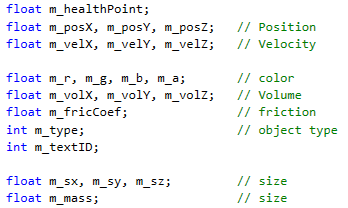 float m_healthPoint;
float m_posX, m_posY, m_posZ;   // Position
float m_velX, m_velY, m_velZ;   // Velocity
float m_r, m_g, m_b, m_a;       // color
float m_volX, m_volY, m_volZ;   // Volume
float m_fricCoef;               // friction
int m_type;                     // object type
int m_textID;
float m_sx, m_sy, m_sz;         // size
float m_mass;                   // size